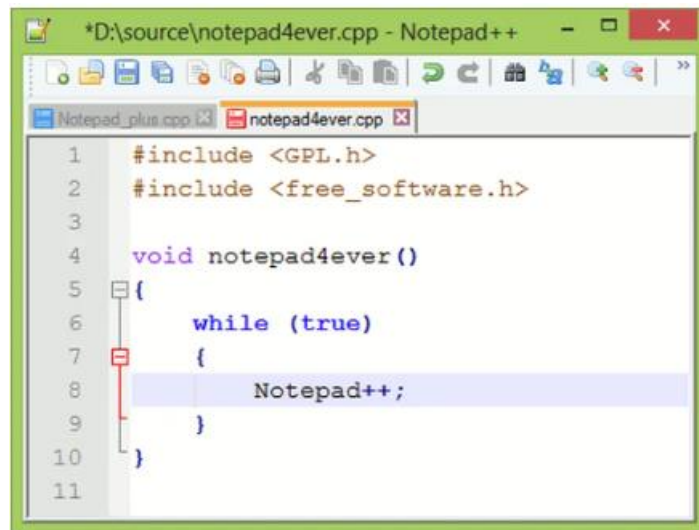 *D:\source\notepad4ever.cpp - Notepad++
Notepad_plus.cpp notepad4ever.cpp
1 #include <GPL.h>
2 #include <free_software.h>
3
4 void notepad4ever()
5 {
6 while (true)
7 {
8 Notepad++;
9 }
10 }
11